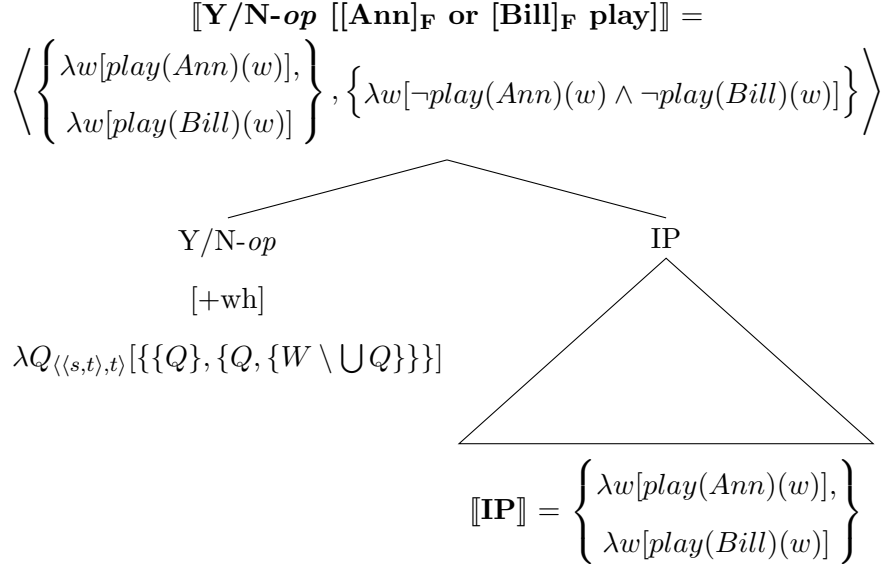 ⟦Y/N-op [[Ann]F or [Bill]F play]⟧ =
⟨{λw[play(Ann)(w)], λw[play(Bill)(w)]}, {λw[¬play(Ann)(w) ∧ ¬play(Bill)(w)]}⟩
Y/N-op IP
[+wh]
λQ⟨⟨s,t⟩,t⟩[{{Q}, {Q, {W \ ⋃ Q}}}]
⟦IP⟧ = {λw[play(Ann)(w)], λw[play(Bill)(w)]}